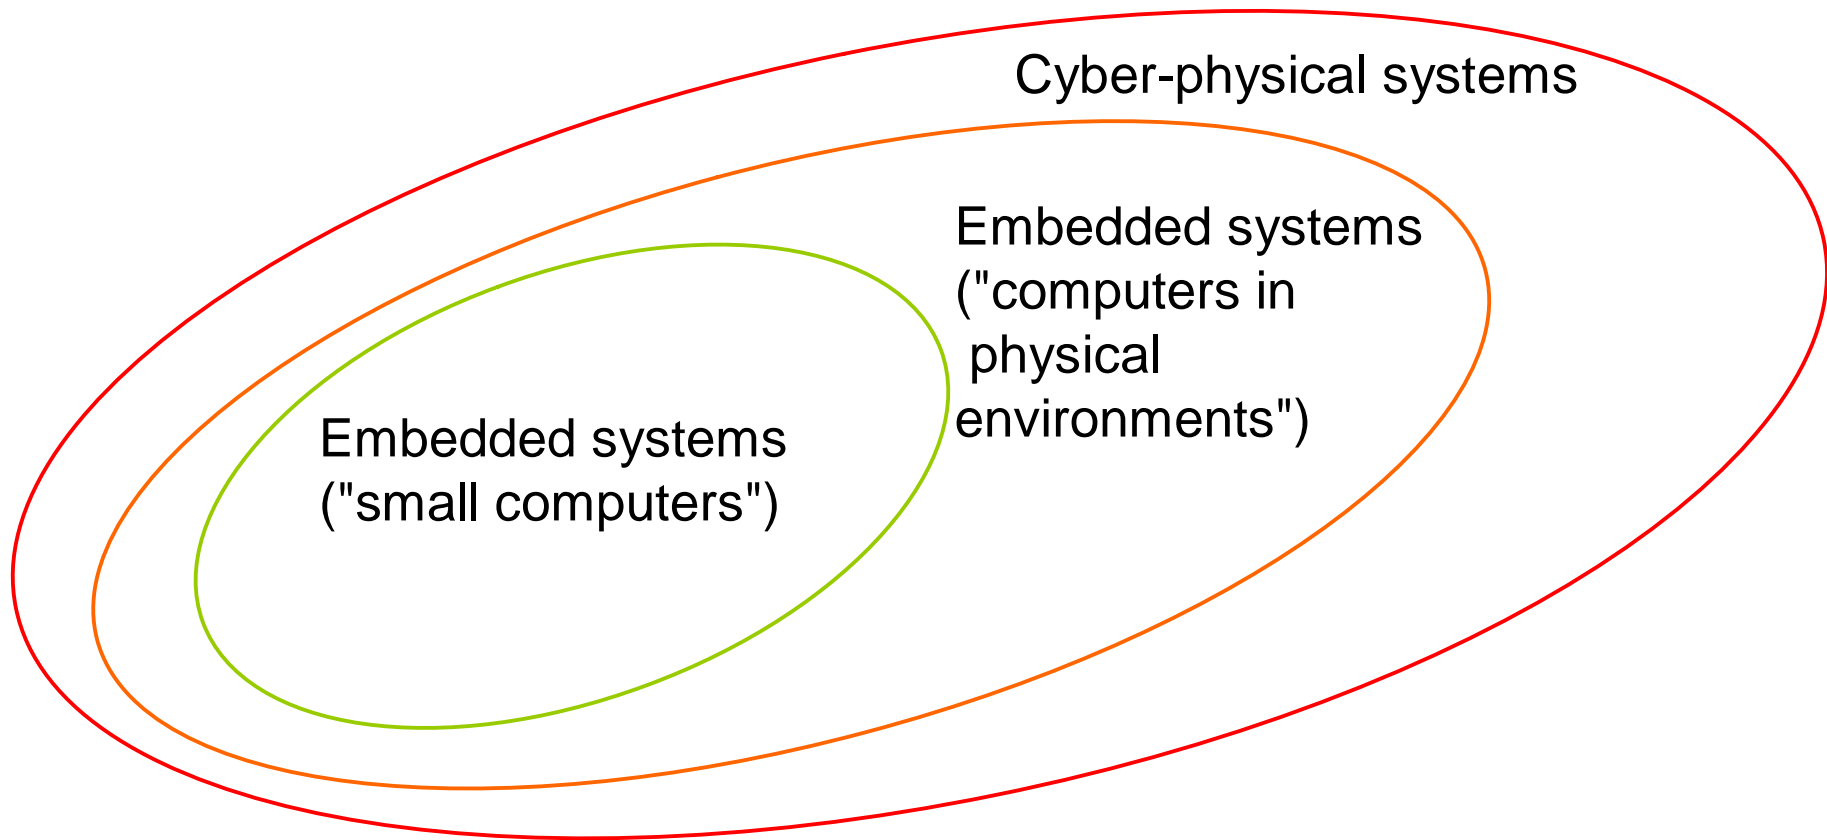 Cyber-physical systems
Embedded systems
("computers in
physical
environments")
Embedded systems
("small computers")